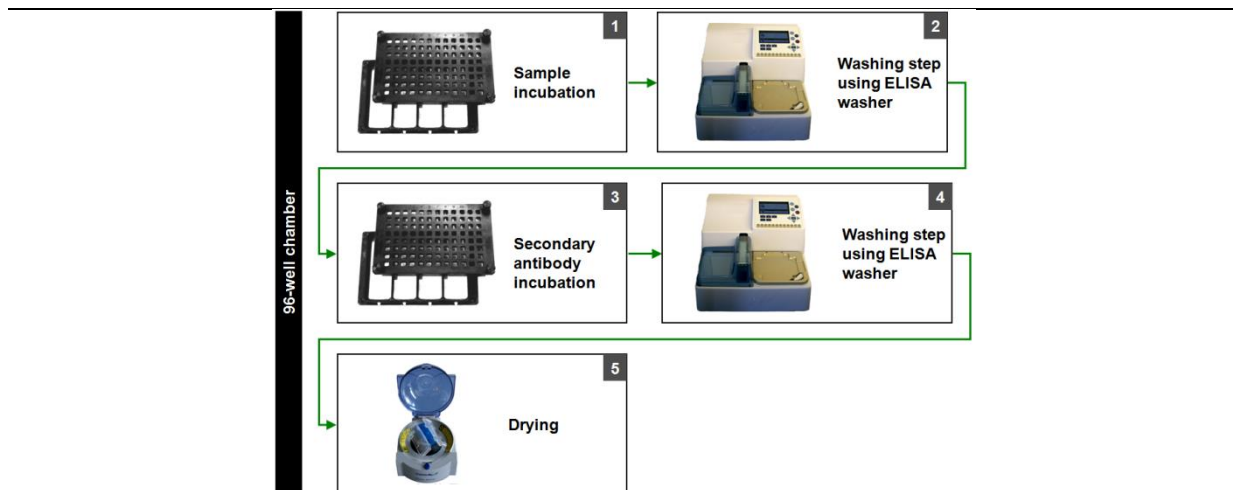 96-well chamber
1
Sample
incubation
2
Washing step
using ELISA
washer
3
Secondary
antibody
incubation
4
Washing step
using ELISA
washer
5
Drying